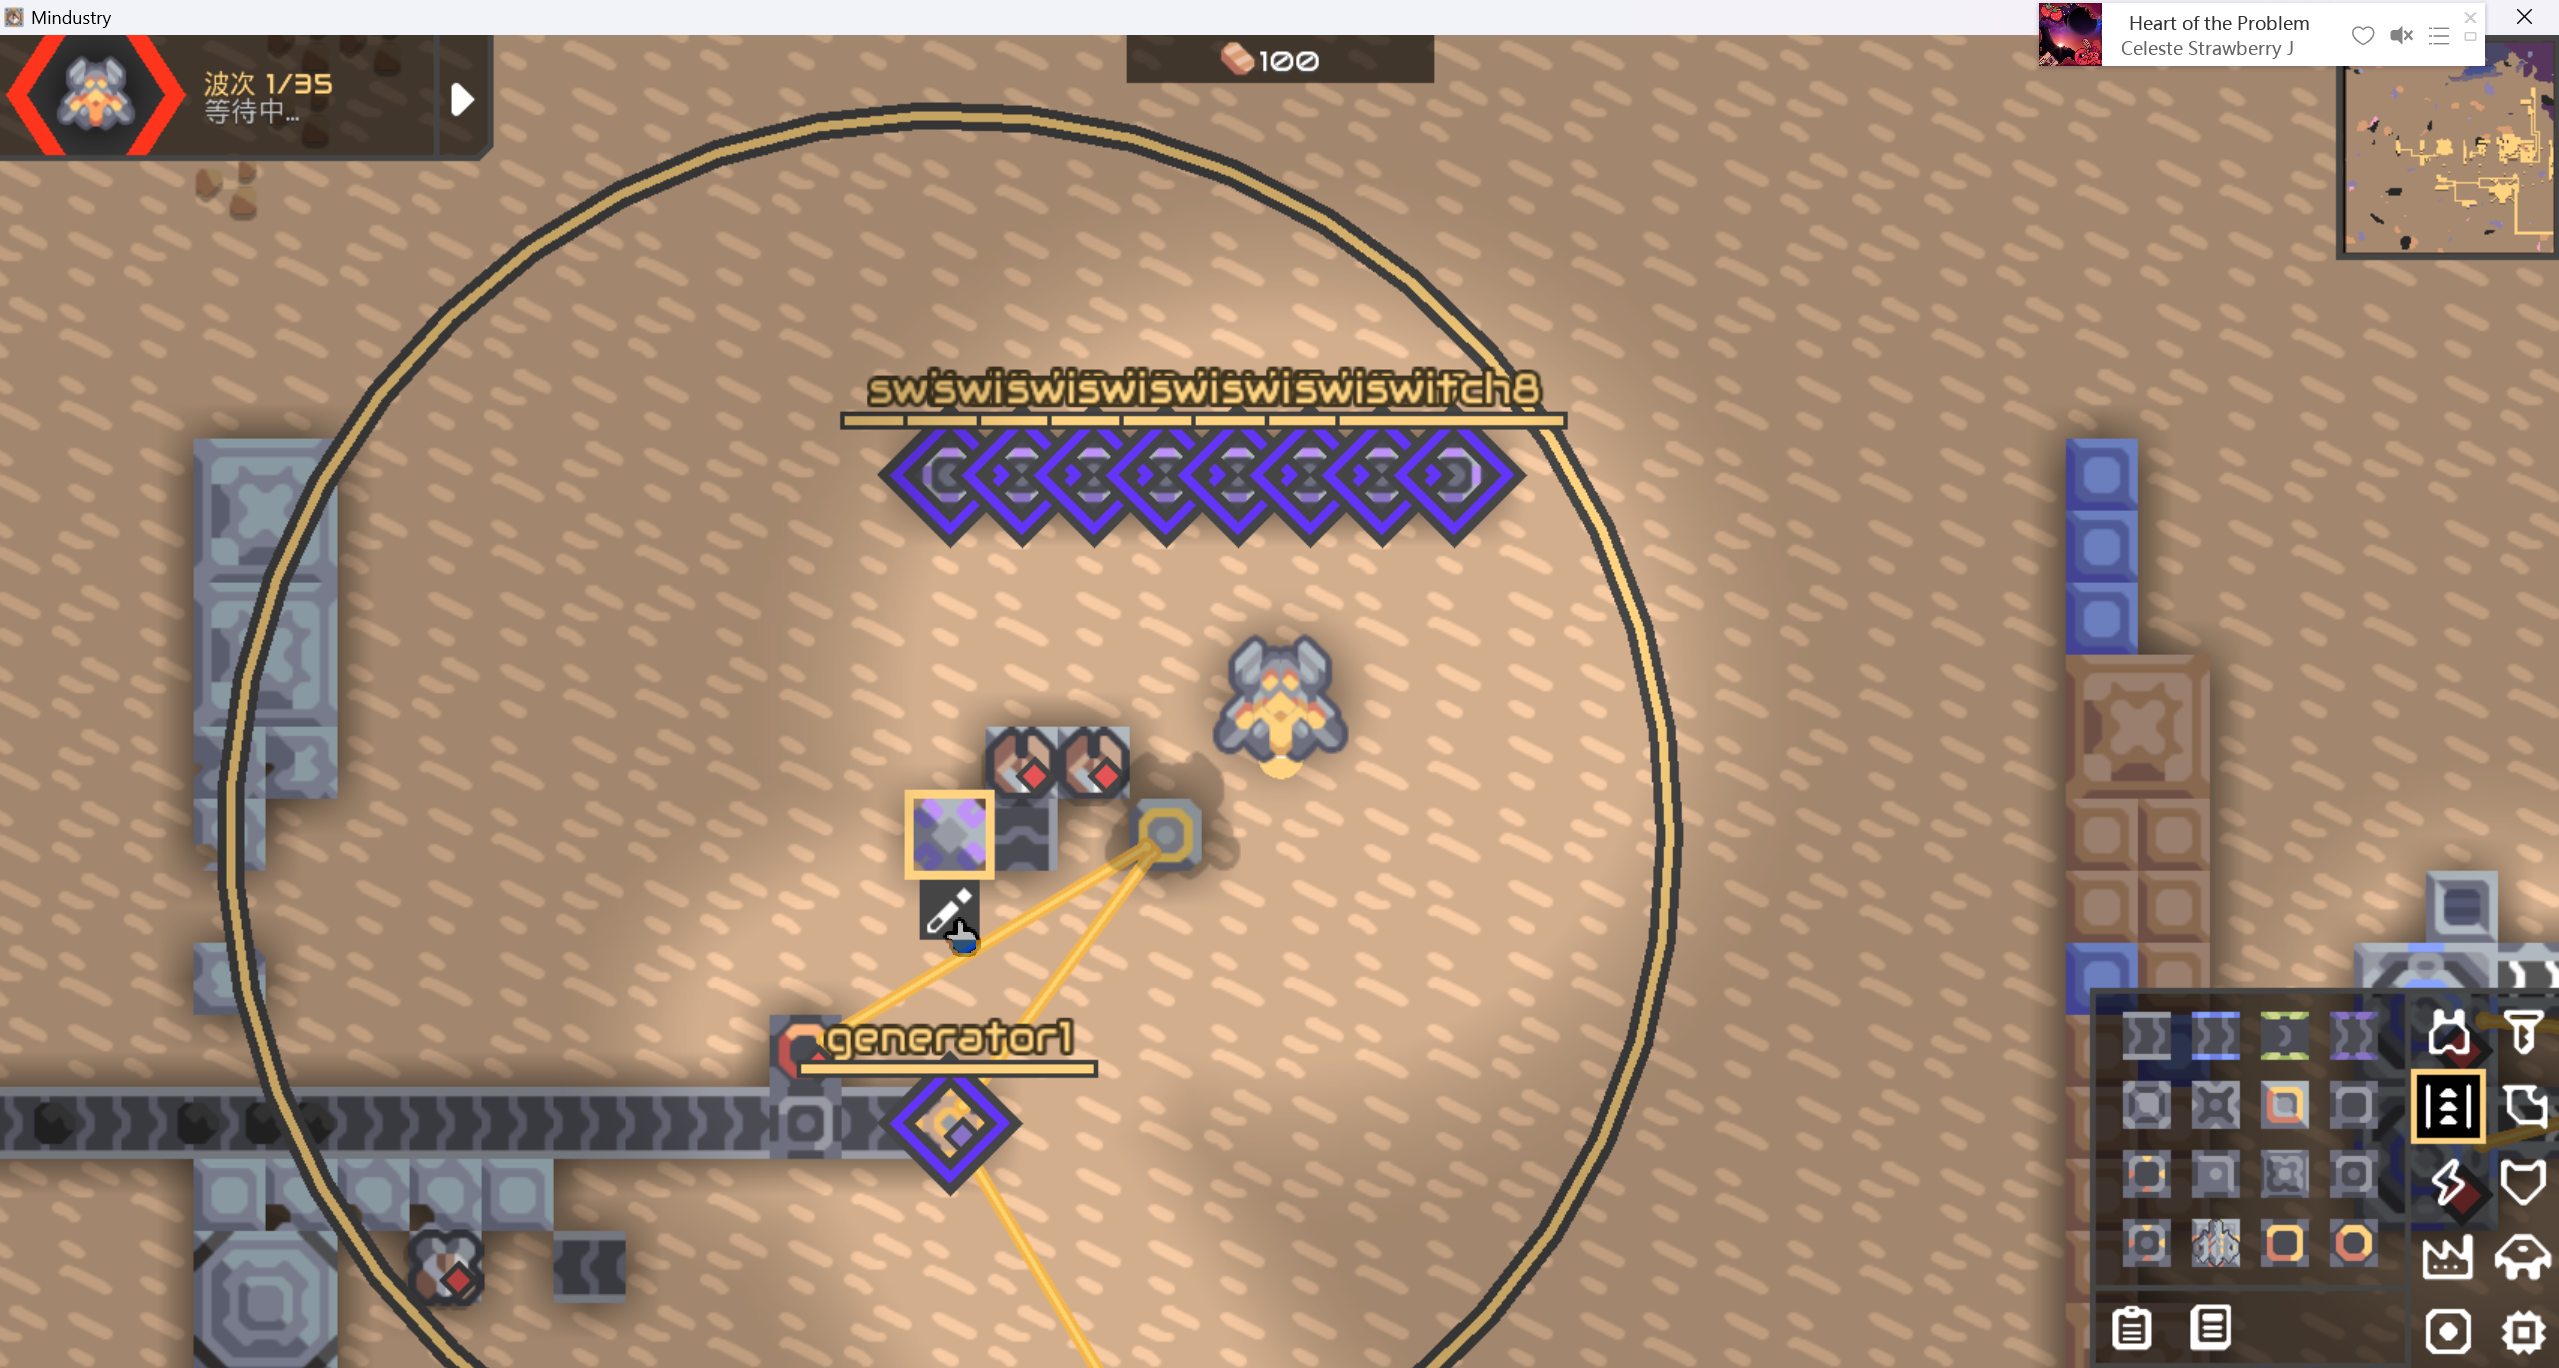 Mindustry
Heart of the Problem
Celeste Strawberry J
波次 1/35
等待中...
100
swiswiswiswiswiswiswiswitch8
generator1